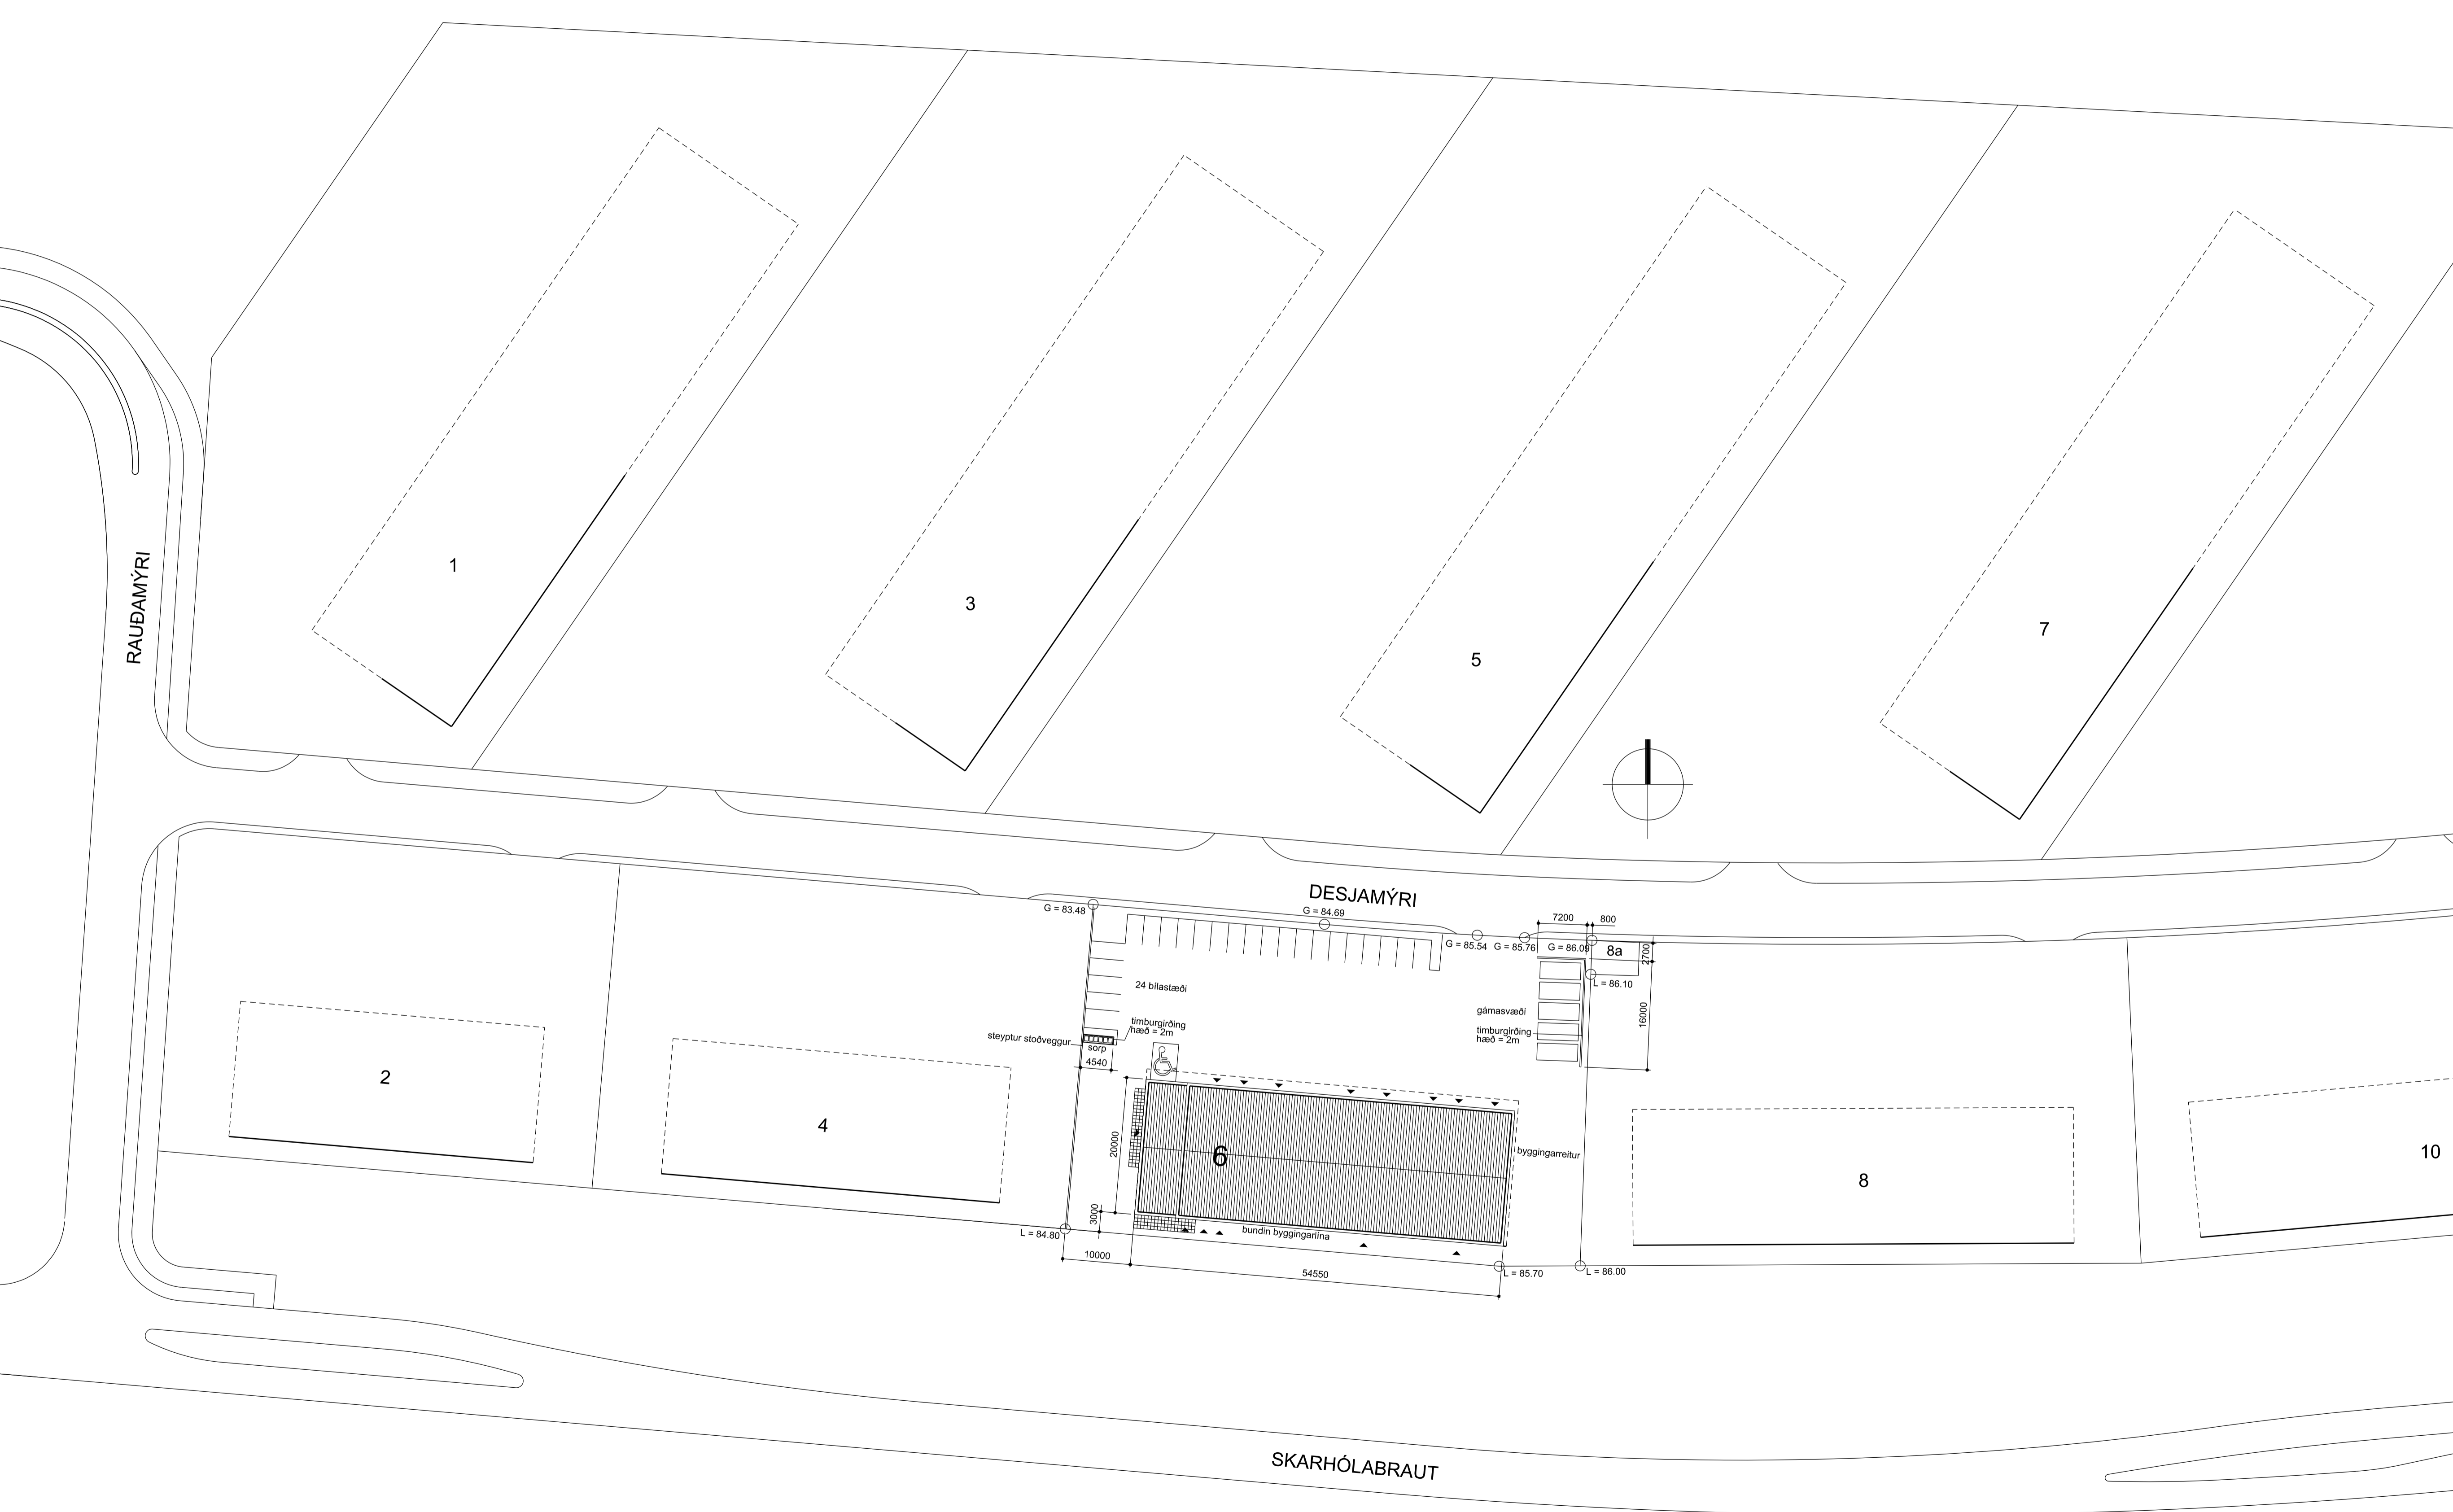 1
3
5
7
RAUÐAMÝRI
DESJAMÝRI
G = 83.48
G = 84.69
G = 85.54
G = 85.76
G = 86.09
7200
800
8a
2700
L = 86.10
16000
24 bílastæði
gámasvæði
timburgirðing
hæð = 2m
timburgirðing
hæð = 2m
steyptur stoðveggur
sorp
4540
2
4
6
8
10
20000
3000
byggingarreitur
bundin byggingarlína
L = 84.80
10000
54550
L = 85.70
L = 86.00
SKARHÓLABRAUT